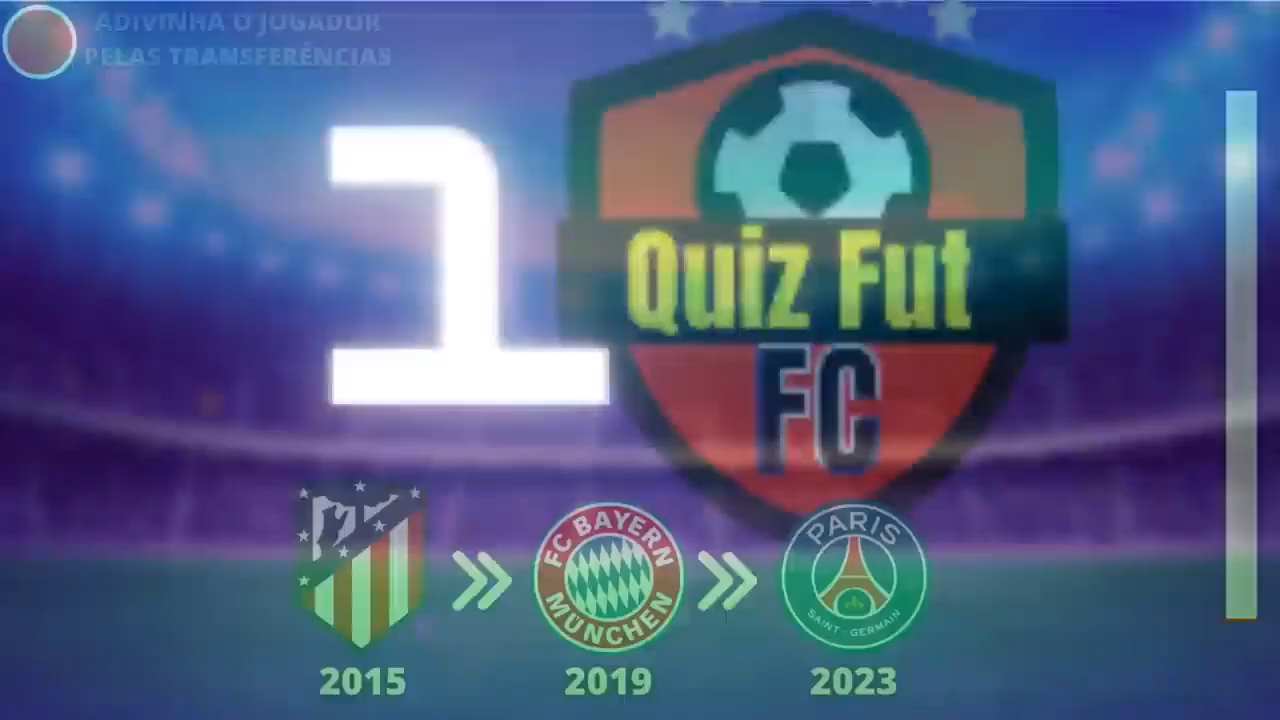 ADIVINHA O JOGADOR
PELAS TRANSFERÊNCIAS
1
Quiz Fut
FC
FC BAYERN
MÜNCHEN
PARIS
SAINT-GERMAIN
2015
2019
2023